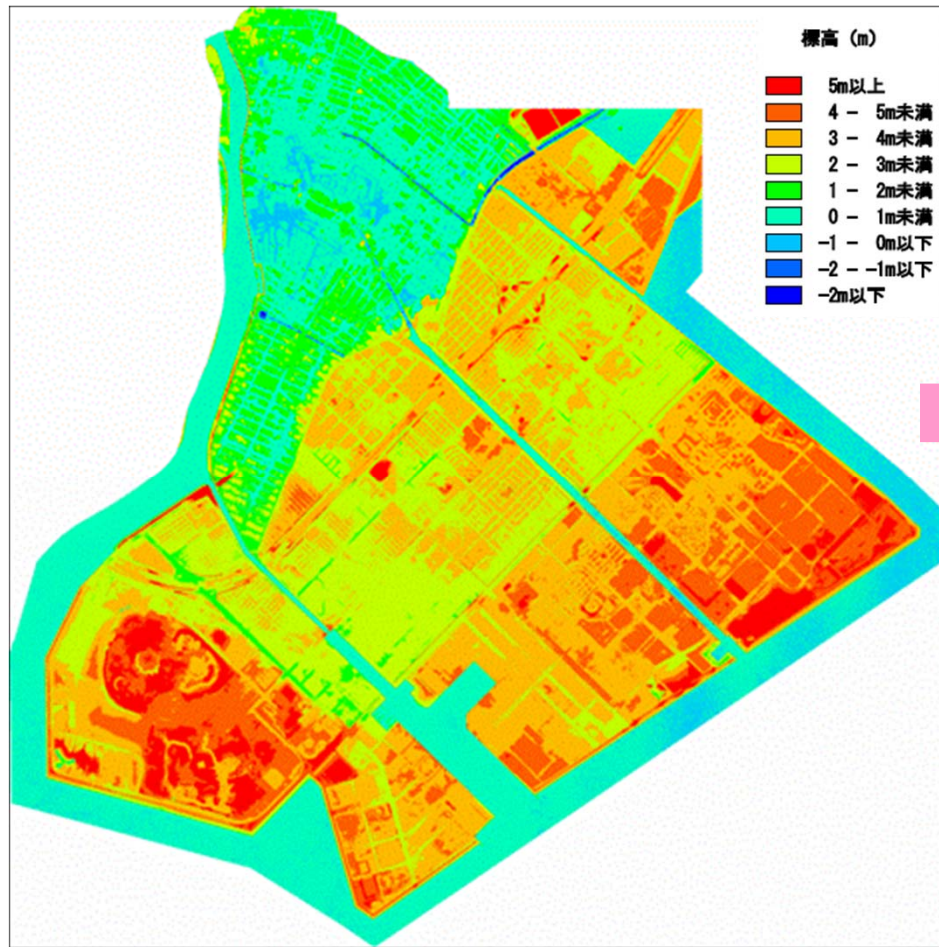 標高 (m)
5m以上
4 - 5m未満
3 - 4m未満
2 - 3m未満
1 - 2m未満
0 - 1m未満
-1 - 0m以下
-2 - -1m以下
-2m以下